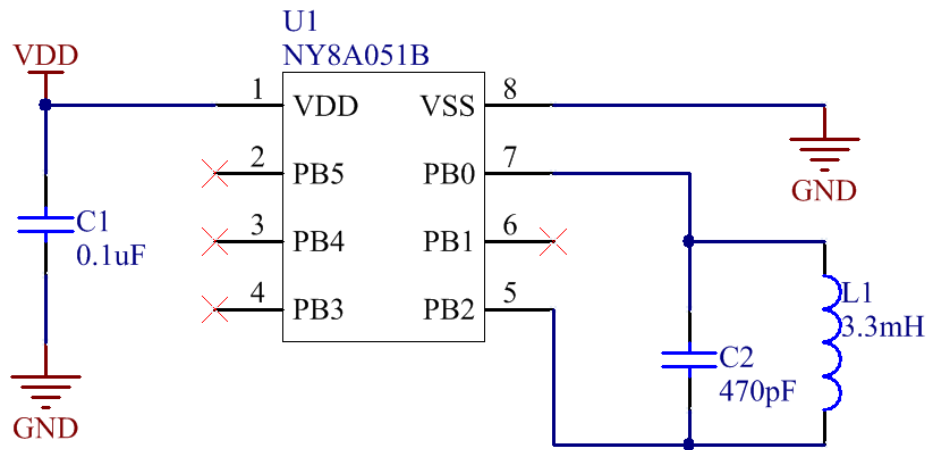 U1
NY8A051B
VDD
1 VDD VSS 8
2 PB5 PB0 7
GND
3 PB4 PB1 6
C1
0.1uF
4 PB3 PB2 5
L1
3.3mH
C2
470pF
GND